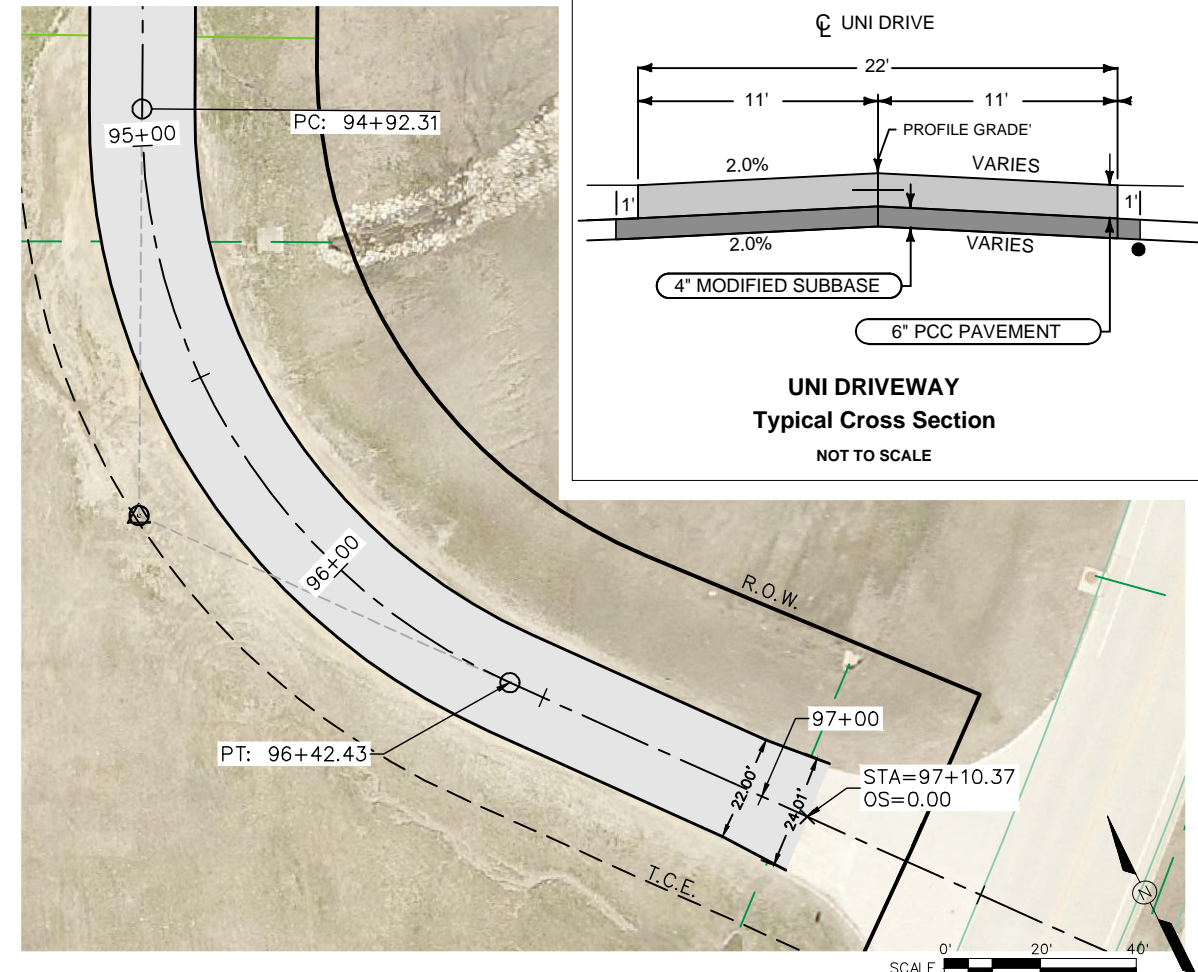 ℄ UNI DRIVE
22'
11' 11'
PROFILE GRADE'
2.0% VARIES
1' 1'
2.0% VARIES
4" MODIFIED SUBBASE
6" PCC PAVEMENT
UNI DRIVEWAY
Typical Cross Section
NOT TO SCALE
PC: 94+92.31
95+00
96+00
R.O.W.
97+00
PT: 96+42.43
STA=97+10.37
OS=0.00
22.00'
24.01'
T.C.E.
N
SCALE 0' 20' 40'